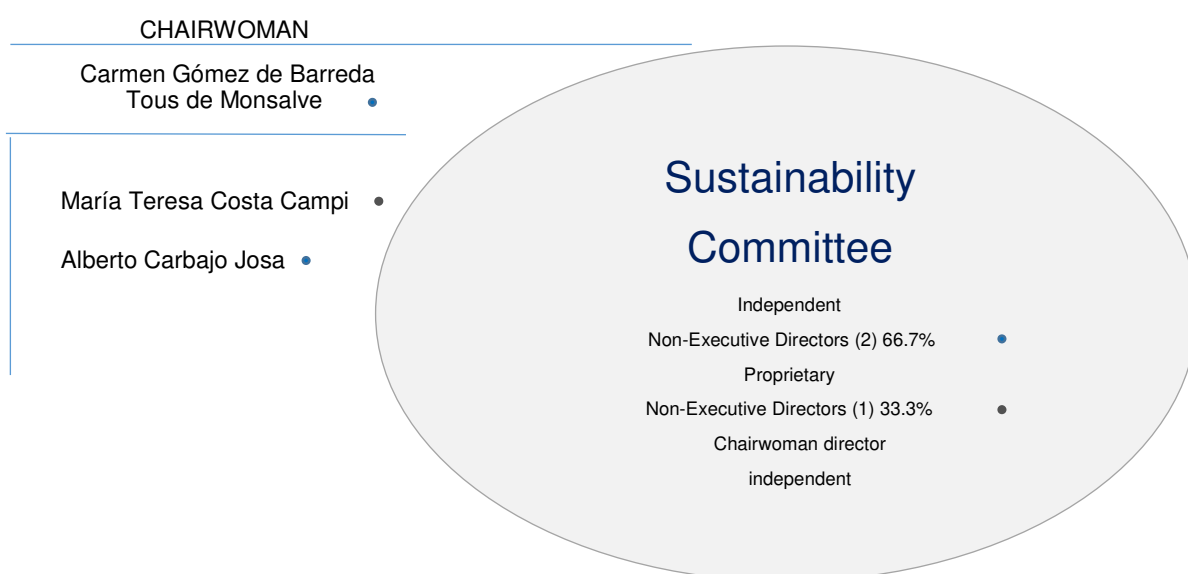 CHAIRWOMAN
Carmen Gómez de Barreda
Tous de Monsalve
María Teresa Costa Campi
Alberto Carbajo Josa
Sustainability
Committee
Independent
Non-Executive Directors (2) 66.7%
Proprietary
Non-Executive Directors (1) 33.3%
Chairwoman director
independent